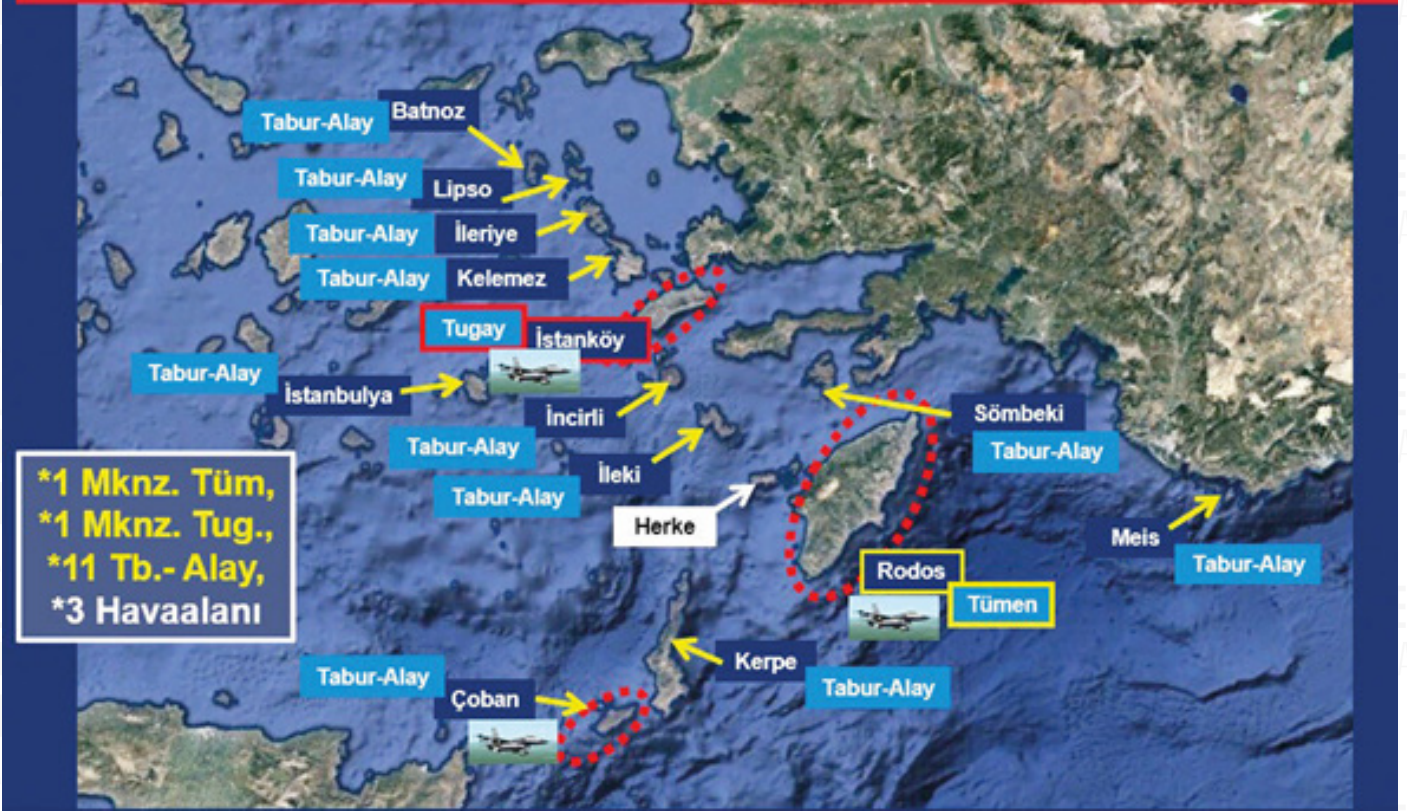 Batnoz
Tabur-Alay
Tabur-Alay
Lipso
Tabur-Alay
İleriye
Tabur-Alay
Kelemez
Tugay
İstanköy
Tabur-Alay
İstanbulya
İncirli
Tabur-Alay
İleki
Tabur-Alay
Herke
Sömbeki
Tabur-Alay
Meis
Tabur-Alay
Rodos
Tümen
Kerpe
Tabur-Alay
Tabur-Alay
Çoban
*1 Mknz. Tüm,
*1 Mknz. Tug.,
*11 Tb.- Alay,
*3 Havaalanı